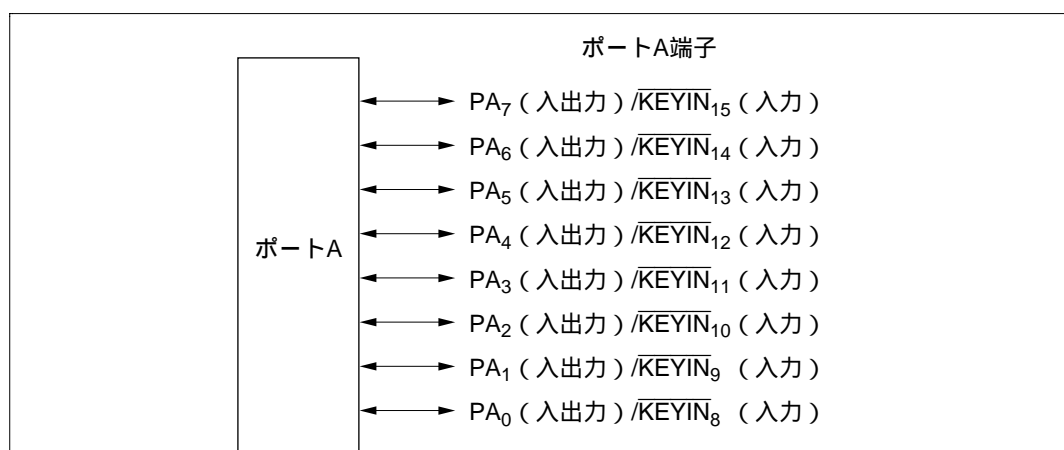 ポートA端子
PA7（入出力）/KEYIN15（入力）
PA6（入出力）/KEYIN14（入力）
PA5（入出力）/KEYIN13（入力）
PA4（入出力）/KEYIN12（入力）
ポートA
PA3（入出力）/KEYIN11（入力）
PA2（入出力）/KEYIN10（入力）
PA1（入出力）/KEYIN9（入力）
PA0（入出力）/KEYIN8（入力）